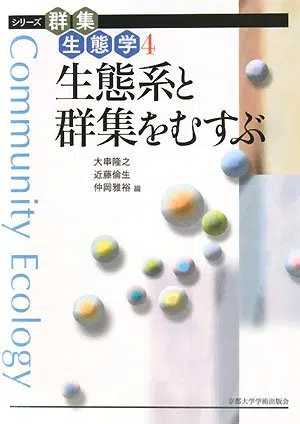 シリーズ群集
生態学4
生態系と
群集をむすぶ
大串隆之
近藤倫生
仲岡雅裕 編
Community Ecology
京都大学学術出版会